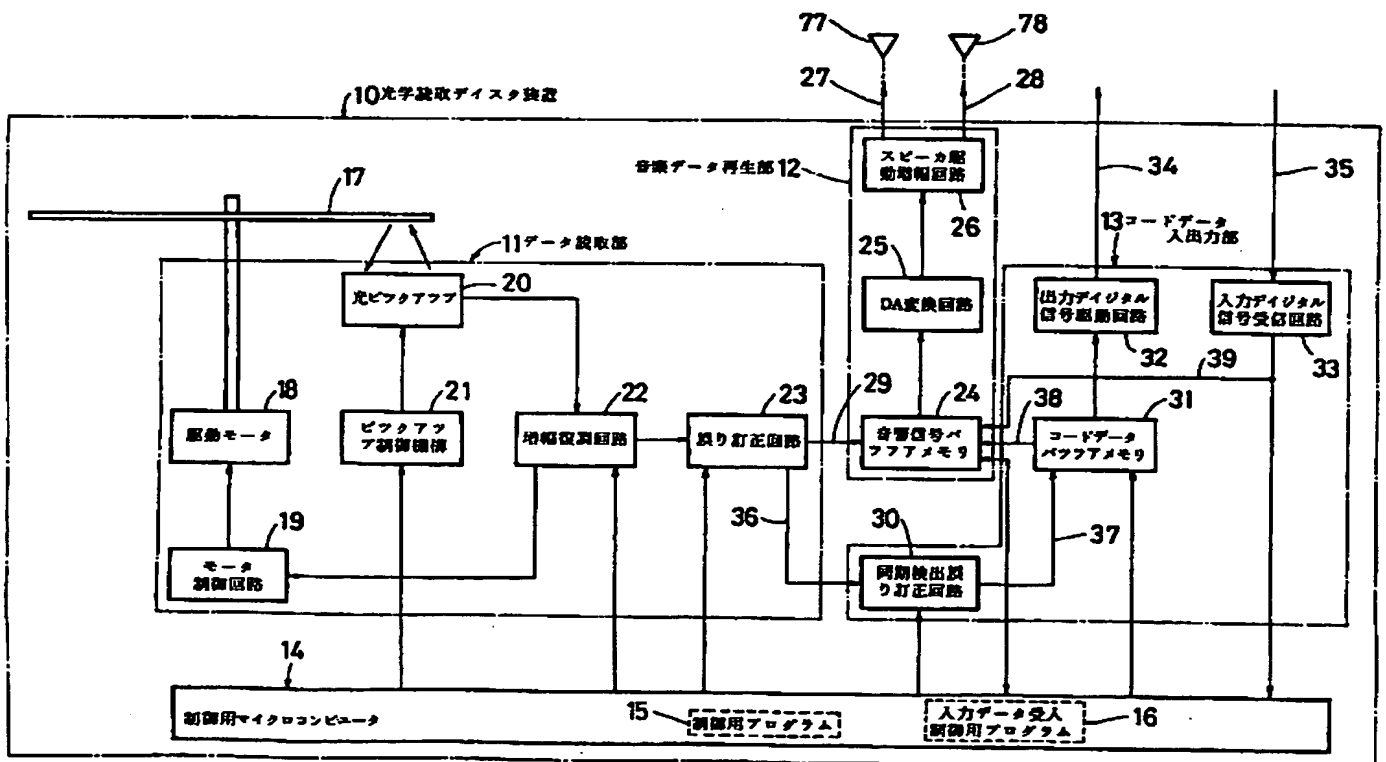 77
78
27
28
10光学読取ディスク装置
34
35
音楽データ再生部12
スピーカ駆
動増幅回路
26
17
13コードデータ
入出力部
11データ読取部
25
20
光ピックアップ
DA変換回路
出力ディジタル
信号駆動回路
32
入力ディジタル
信号受信回路
33
39
18
駆動モータ
21
ピックアッ
プ制御機構
22
増幅復調回路
23
誤り訂正回路
29
24
音響信号バ
ッファメモリ
38
31
コードデータ
バッファメモリ
36
30
同期検出誤
り訂正回路
37
19
モータ
制御回路
14
制御用マイクロコンピュータ
15
制御用プログラム
入力データ受入
制御用プログラム
16